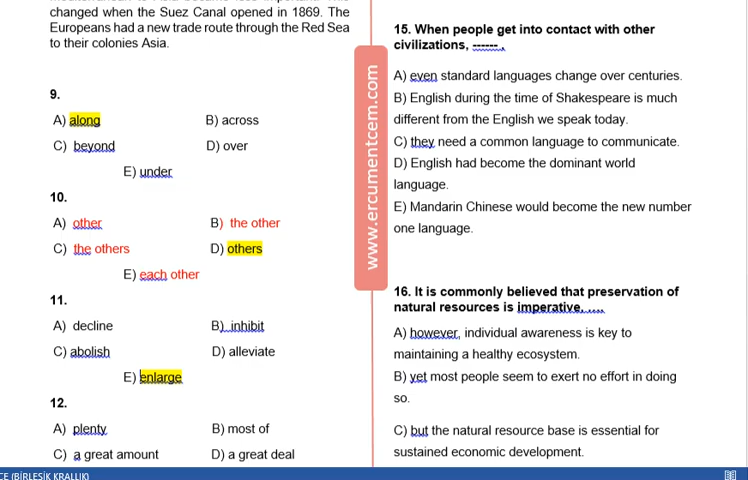 changed when the Suez Canal opened in 1869. The
Europeans had a new trade route through the Red Sea
to their colonies Asia.
9.
A) along B) across
C) beyond D) over
E) under
10.
A) other B) the other
C) the others D) others
E) each other
11.
A) decline B) inhibit
C) abolish D) alleviate
E) enlarge
12.
A) plenty B) most of
C) a great amount D) a great deal
www.ercumentcem.com
15. When people get into contact with other
civilizations, ------ ,
A) even standard languages change over centuries.
B) English during the time of Shakespeare is much
different from the English we speak today.
C) they need a common language to communicate.
D) English had become the dominant world
language.
E) Mandarin Chinese would become the new number
one language.
16. It is commonly believed that preservation of
natural resources is imperative, ....
A) however, individual awareness is key to
maintaining a healthy ecosystem.
B) yet most people seem to exert no effort in doing
so.
C) but the natural resource base is essential for
sustained economic development.
CE (BİRLEŞİK KRALLIK)